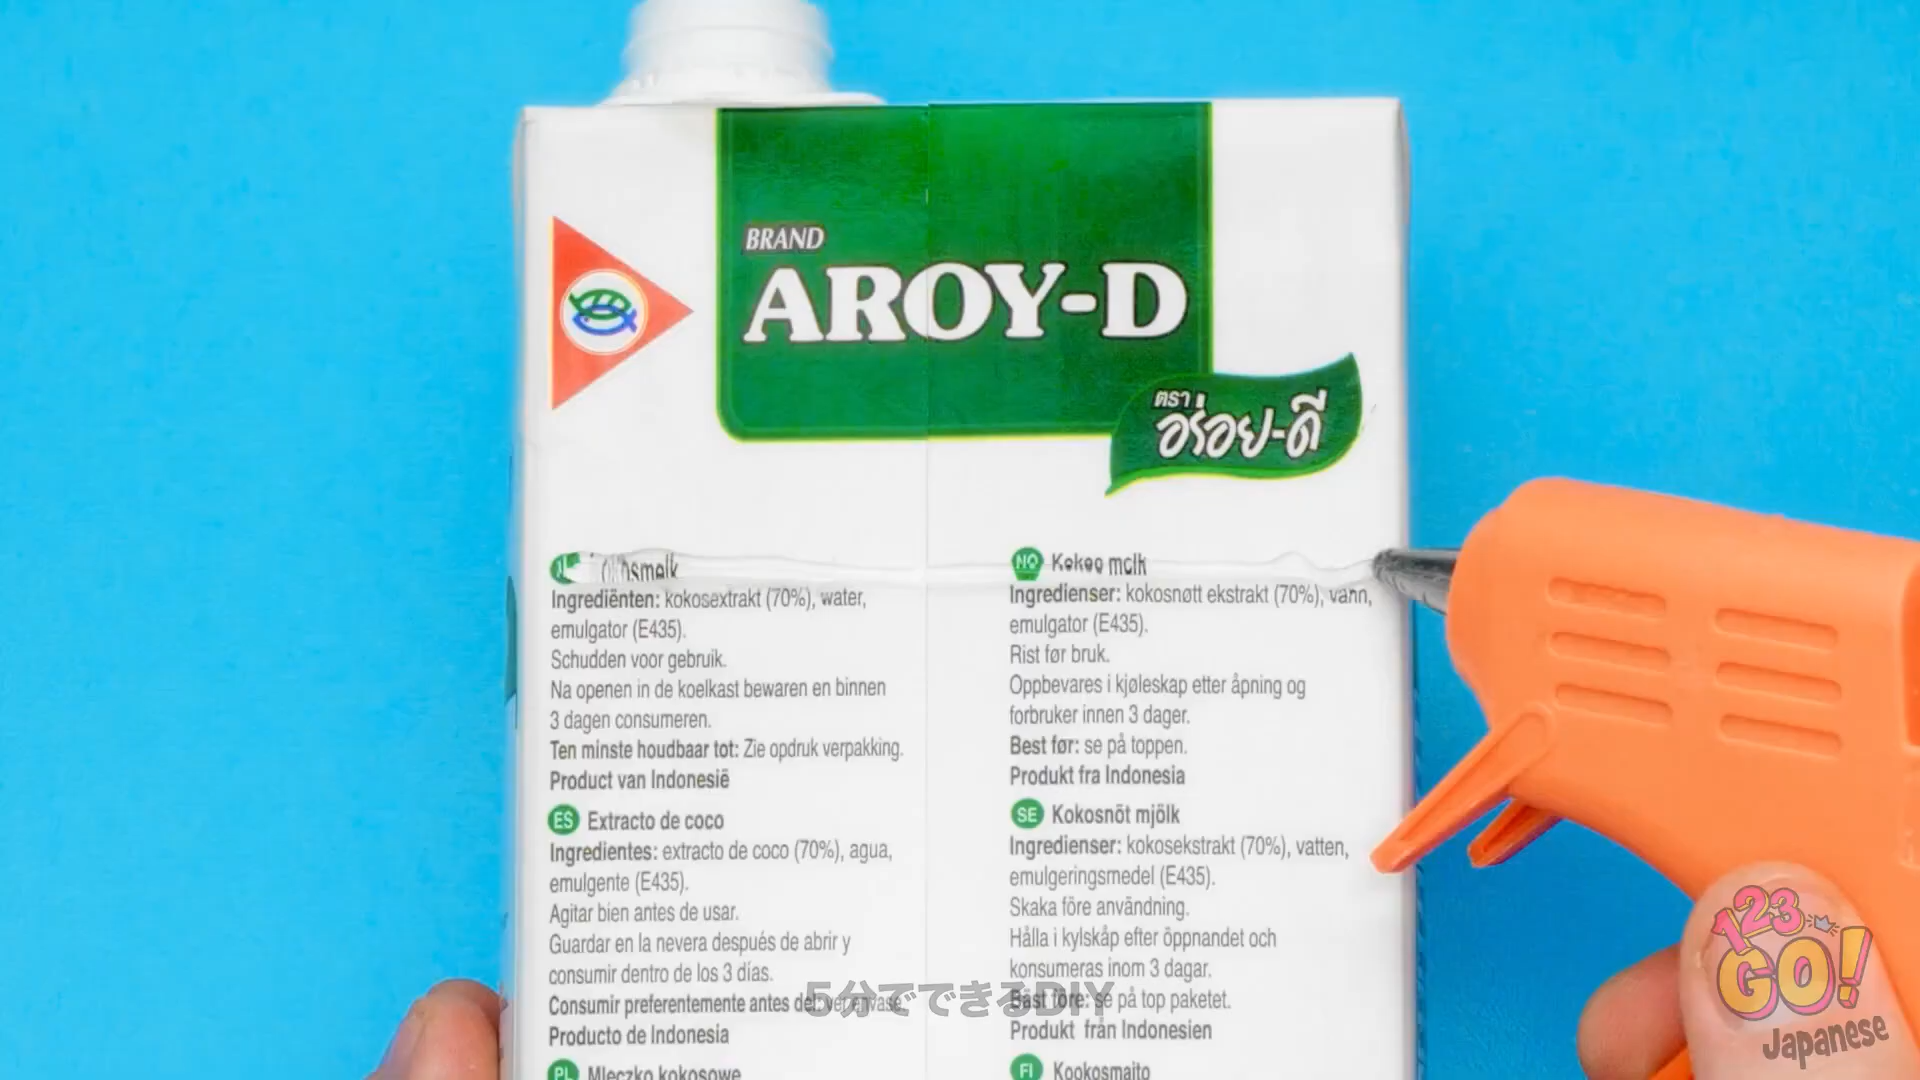 BRAND
AROY-D
ตรา
อร่อย-ดี
Ingrediënten: kokosextrakt (70%), water,
emulgator (E435).
Schudden voor gebruik.
Na openen in de koelkast bewaren en binnen
3 dagen consumeren.
Ten minste houdbaar tot: Zie opdruk verpakking.
Product van Indonesië
ES Extracto de coco
Ingredientes: extracto de coco (70%), agua,
emulgente (E435).
Agitar bien antes de usar.
Guardar en la nevera después de abrir y
consumir dentro de los 3 días.
Consumir preferentemente antes del: ver envase.
Producto de Indonesia
PL Mleczko kokosowe
NO
Ingredienser: kokosnøtt ekstrakt (70%), vann,
emulgator (E435).
Rist før bruk.
Oppbevares i kjøleskap etter åpning og
forbruker innen 3 dager.
Best før: se på toppen.
Produkt fra Indonesia
SE Kokosnöt mjölk
Ingredienser: kokosekstrakt (70%), vatten,
emulgeringsmedel (E435).
Skaka före användning.
Hålla i kylskåp efter öppnandet och
konsumeras inom 3 dagar.
Bäst före: se på top paketet.
Produkt från Indonesien
FI Kookosmaito
5分でできるDIY
123
GO!
Japanese